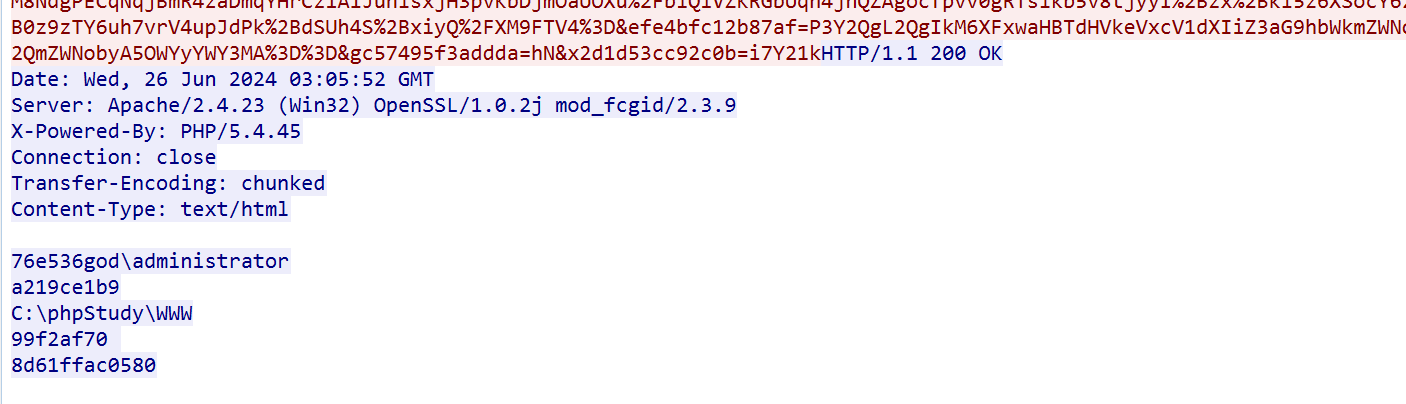 B0z9zTY6uh7vrV4upJdPk%2BdSUh4S%2BxiyQ%2FXM9FTV4%3D&efe4bfc12b87af=P3Y2QgL2QgIkM6XFxwaHBTdHVkeVxcV1dXIiZ3aG9hbWkmZWNo
2QmZWNobyA5OWYyYWY3MA%3D%3D&gc57495f3addda=hN&x2d1d53cc92c0b=i7Y21kHTTP/1.1 200 OK
Date: Wed, 26 Jun 2024 03:05:52 GMT
Server: Apache/2.4.23 (Win32) OpenSSL/1.0.2j mod_fcgid/2.3.9
X-Powered-By: PHP/5.4.45
Connection: close
Transfer-Encoding: chunked
Content-Type: text/html
76e536god\administrator
a219ce1b9
C:\phpStudy\WWW
99f2af70
8d61ffac0580